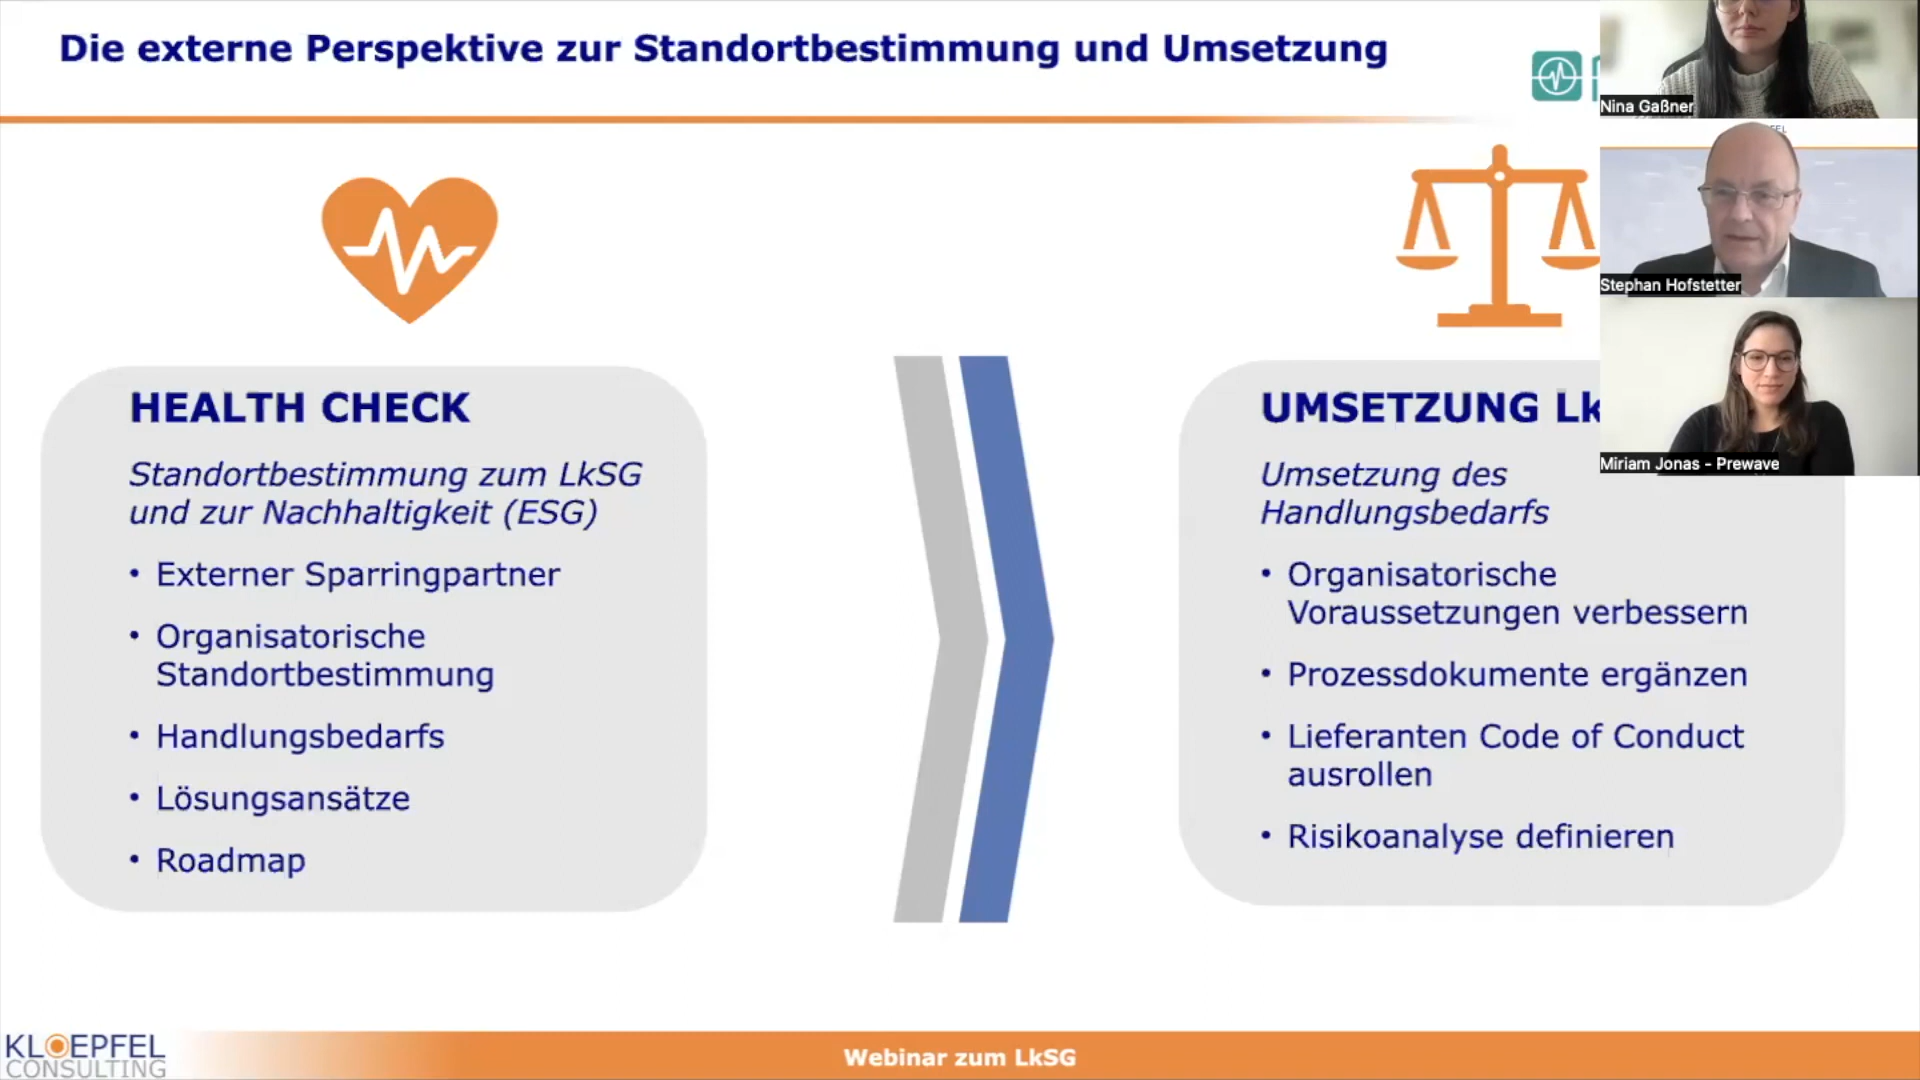 Die externe Perspektive zur Standortbestimmung und Umsetzung
Nina Gaßner
Stephan Hofstetter
Miriam Jonas - Prewave
HEALTH CHECK
Standortbestimmung zum LkSG
und zur Nachhaltigkeit (ESG)
• Externer Sparringpartner
• Organisatorische
Standortbestimmung
• Handlungsbedarfs
• Lösungsansätze
• Roadmap
UMSETZUNG Lk
Umsetzung des
Handlungsbedarfs
• Organisatorische
Voraussetzungen verbessern
• Prozessdokumente ergänzen
• Lieferanten Code of Conduct
ausrollen
• Risikoanalyse definieren
KLOEPFEL
CONSULTING
Webinar zum LkSG